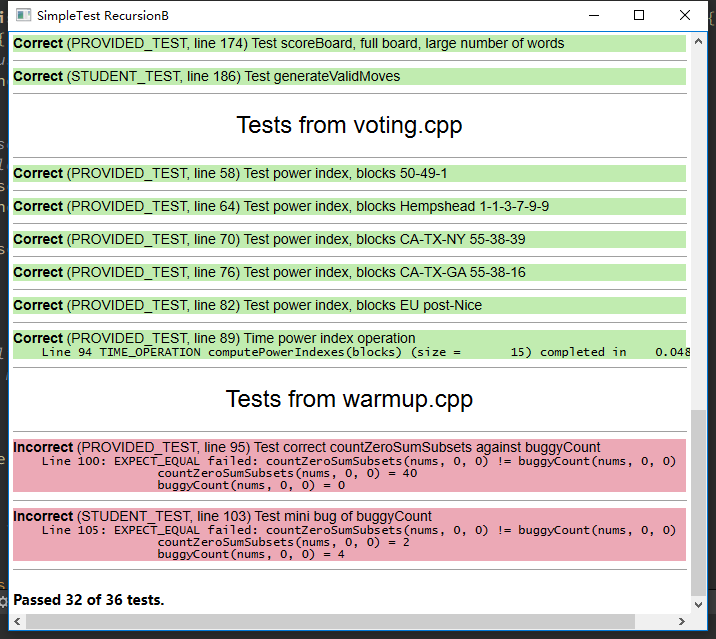 SimpleTest RecursionB
Correct (PROVIDED_TEST, line 174) Test scoreBoard, full board, large number of words
Correct (STUDENT_TEST, line 186) Test generateValidMoves
Tests from voting.cpp
Correct (PROVIDED_TEST, line 58) Test power index, blocks 50-49-1
Correct (PROVIDED_TEST, line 64) Test power index, blocks Hempshead 1-1-3-7-9-9
Correct (PROVIDED_TEST, line 70) Test power index, blocks CA-TX-NY 55-38-39
Correct (PROVIDED_TEST, line 76) Test power index, blocks CA-TX-GA 55-38-16
Correct (PROVIDED_TEST, line 82) Test power index, blocks EU post-Nice
Correct (PROVIDED_TEST, line 89) Time power index operation
Line 94 TIME_OPERATION computePowerIndexes(blocks) (size = 15) completed in 0.048
Tests from warmup.cpp
Incorrect (PROVIDED_TEST, line 95) Test correct countZeroSumSubsets against buggyCount
Line 100: EXPECT_EQUAL failed: countZeroSumSubsets(nums, 0, 0) != buggyCount(nums, 0, 0)
countZeroSumSubsets(nums, 0, 0) = 40
buggyCount(nums, 0, 0) = 0
Incorrect (STUDENT_TEST, line 103) Test mini bug of buggyCount
Line 105: EXPECT_EQUAL failed: countZeroSumSubsets(nums, 0, 0) != buggyCount(nums, 0, 0)
countZeroSumSubsets(nums, 0, 0) = 2
buggyCount(nums, 0, 0) = 4
Passed 32 of 36 tests.